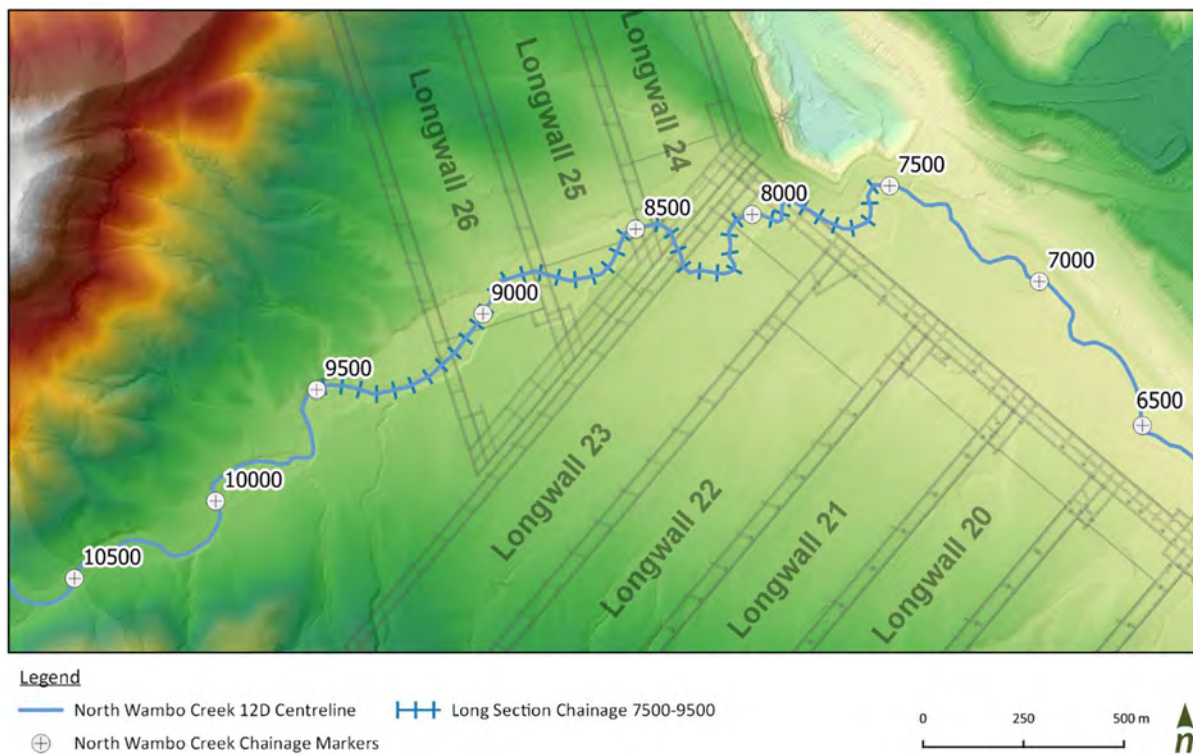 Longwall 24
Longwall 25
Longwall 26
7500
8000
8500
7000
9000
9500
6500
Longwall 23
10000
Longwall 22
Longwall 21
10500
Longwall 20
Legend
North Wambo Creek 12D Centreline
Long Section Chainage 7500-9500
North Wambo Creek Chainage Markers
0 250 500 m
n